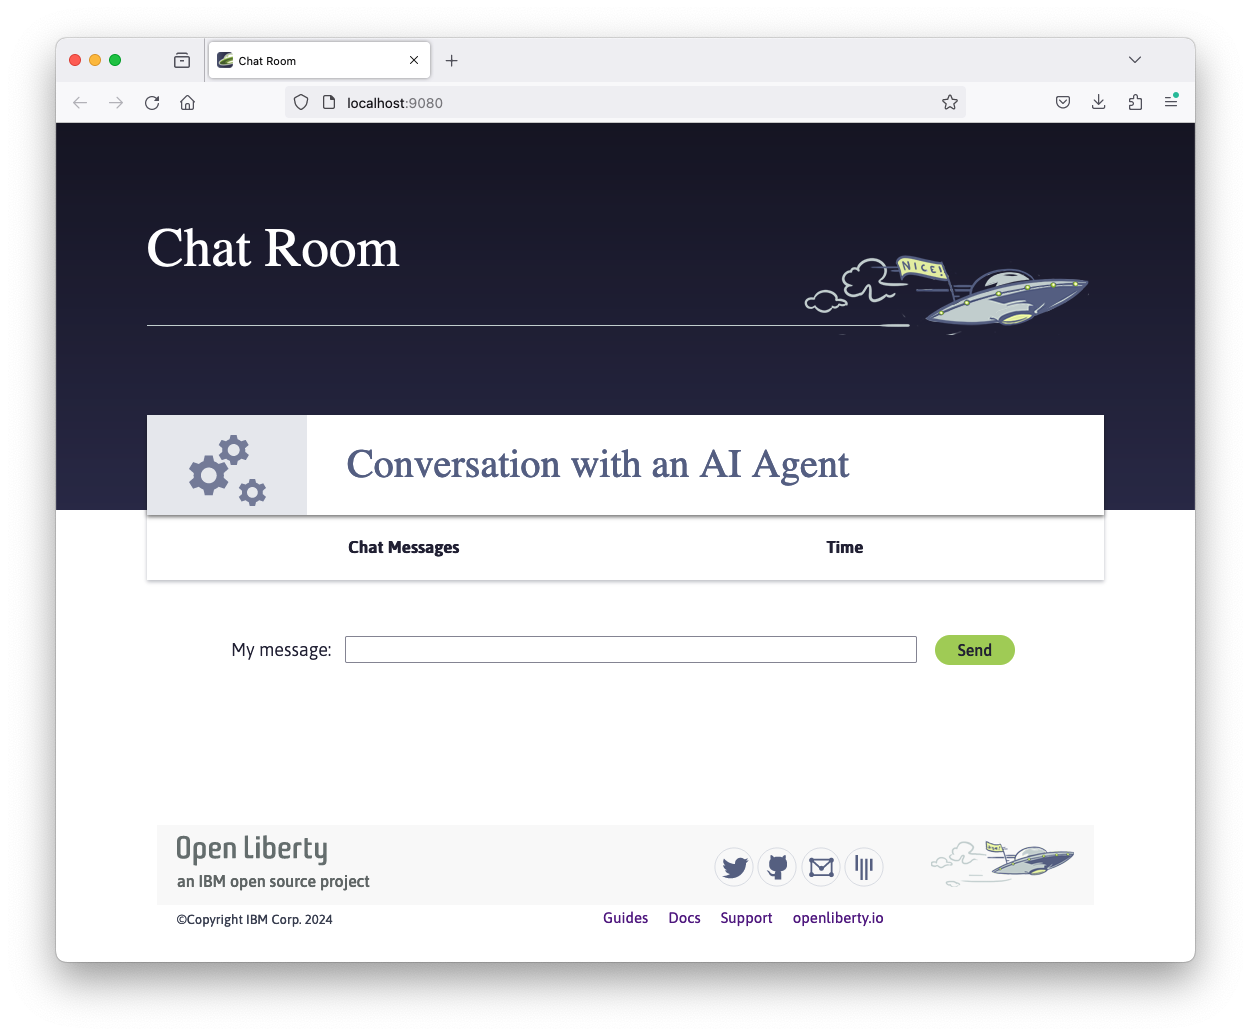 Chat Room
localhost:9080
Chat Room
NICE!
Conversation with an AI Agent
Chat Messages Time
My message: Send
Open Liberty
an IBM open source project
©Copyright IBM Corp. 2024
Guides Docs Support openliberty.io